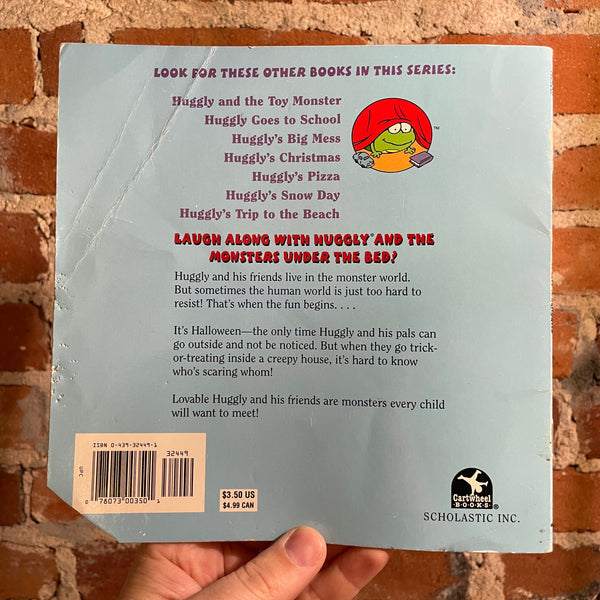 LOOK FOR THESE OTHER BOOKS IN THIS SERIES:
Huggly and the Toy Monster
Huggly Goes to School
Huggly's Big Mess
Huggly's Christmas
Huggly's Pizza
Huggly's Snow Day
Huggly's Trip to the Beach
TM
LAUGH ALONG WITH HUGGLY® AND THE
MONSTERS UNDER THE BED!
Huggly and his friends live in the monster world.
But sometimes the human world is just too hard to
resist! That's when the fun begins. . . .
It's Halloween—the only time Huggly and his pals can
go outside and not be noticed. But when they go trick-
or-treating inside a creepy house, it's hard to know
who's scaring whom!
Lovable Huggly and his friends are monsters every child
will want to meet!
ISBN 0-439-32449-1
32449
UPC
0 78073 00350 1
$3.50 US
$4.99 CAN
Cartwheel
BOOKS®
SCHOLASTIC INC.